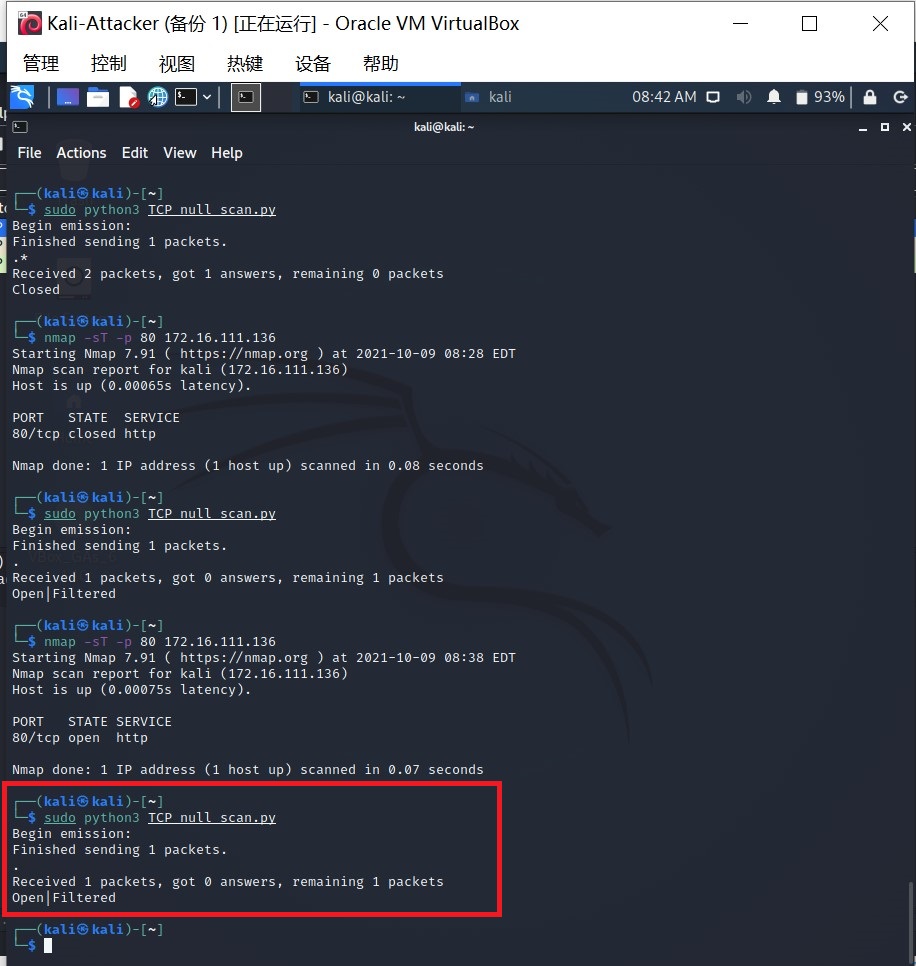 Kali-Attacker (备份 1) [正在运行] - Oracle VM VirtualBox
管理 控制 视图 热键 设备 帮助
kali@kali: ~ kali 08:42 AM 93%
kali@kali: ~
File Actions Edit View Help
┌──(kali㉿kali)-[~]
└─$ sudo python3 TCP_null_scan.py
Begin emission:
Finished sending 1 packets.
.*
Received 2 packets, got 1 answers, remaining 0 packets
Closed
┌──(kali㉿kali)-[~]
└─$ nmap -sT -p 80 172.16.111.136
Starting Nmap 7.91 ( https://nmap.org ) at 2021-10-09 08:28 EDT
Nmap scan report for kali (172.16.111.136)
Host is up (0.00065s latency).
PORT   STATE  SERVICE
80/tcp closed http
Nmap done: 1 IP address (1 host up) scanned in 0.08 seconds
┌──(kali㉿kali)-[~]
└─$ sudo python3 TCP_null_scan.py
Begin emission:
Finished sending 1 packets.
.
Received 1 packets, got 0 answers, remaining 1 packets
Open|Filtered
┌──(kali㉿kali)-[~]
└─$ nmap -sT -p 80 172.16.111.136
Starting Nmap 7.91 ( https://nmap.org ) at 2021-10-09 08:38 EDT
Nmap scan report for kali (172.16.111.136)
Host is up (0.00075s latency).
PORT   STATE SERVICE
80/tcp open  http
Nmap done: 1 IP address (1 host up) scanned in 0.07 seconds
┌──(kali㉿kali)-[~]
└─$ sudo python3 TCP_null_scan.py
Begin emission:
Finished sending 1 packets.
.
Received 1 packets, got 0 answers, remaining 1 packets
Open|Filtered
┌──(kali㉿kali)-[~]
└─$